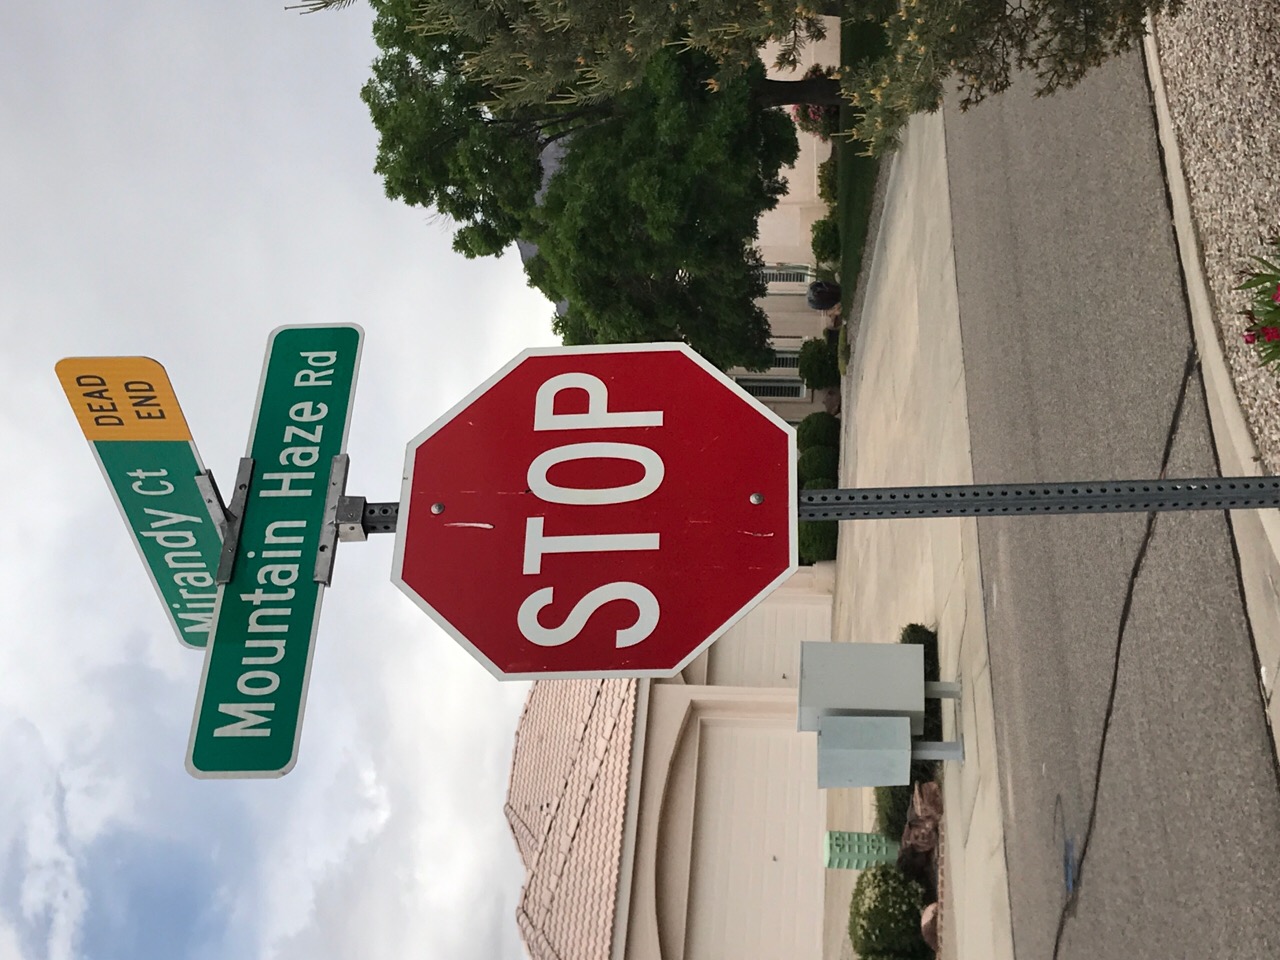 Mirandy Ct
DEAD
END
Mountain Haze Rd
STOP